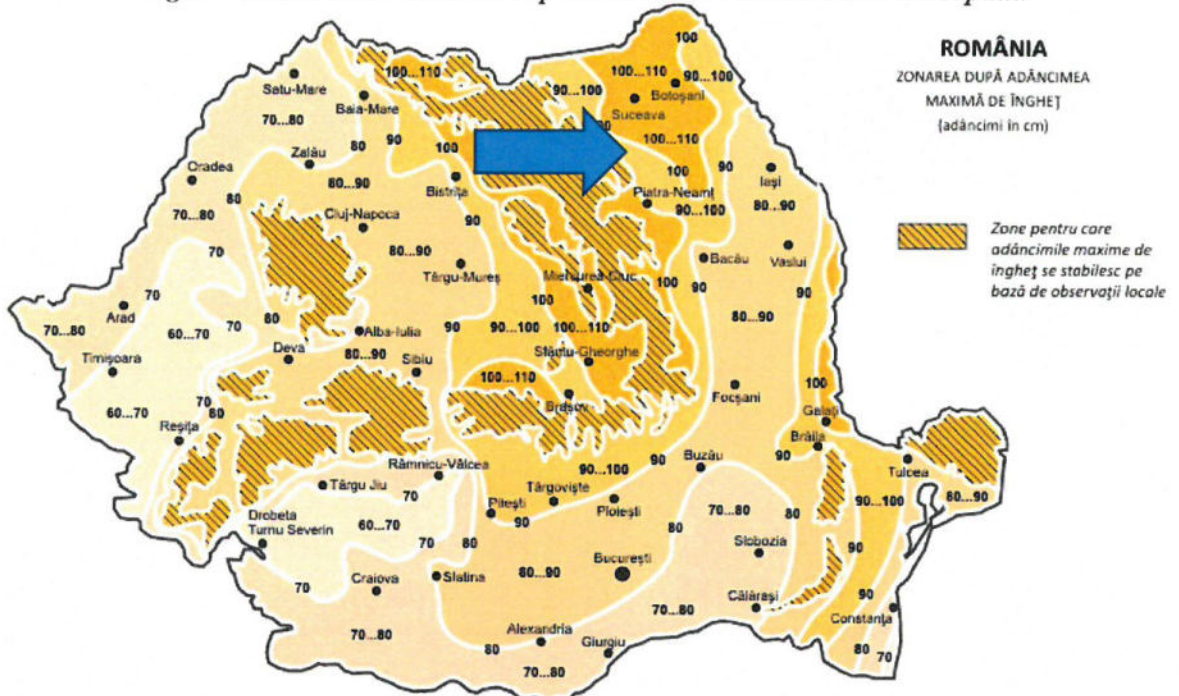 ROMÂNIA
ZONAREA DUPĂ ADÂNCIMEA
MAXIMĂ DE ÎNGHEȚ
(adâncimi în cm)
Zone pentru care
adâncimile maxime de
îngheț se stabilesc pe
bază de observații locale
100
100...110
100...110
90...100
90...100
Satu-Mare
Botoșani
Baia-Mare
Suceava
70...80
90
100...110
80
90
100
Zalău
100
90
Iași
Oradea
80...90
Bistrița
Piatra-Neamț
80
80...90
70...80
Cluj-Napoca
90
90...100
70
80...90
Bacău
Vaslui
Târgu-Mureș
Miercurea-Ciuc
100
90
90
70
100
80...90
Arad
70...80
60...70
70
80
Alba-Iulia
90
90...100
100...110
Timișoara
Deva
80...90
Sibiu
Sfântu-Gheorghe
100...110
100
60...70
70
80
Brașov
Focșani
Galați
Reșița
Brăila
90
Buzău
90
Tulcea
Râmnicu-Vâlcea
90...100
Târgu Jiu
70
Târgoviște
90...100
80...90
Pitești
90
Ploiești
70...80
80
Drobeta
Turnu Severin
60...70
70
80
80
Slobozia
90
București
70
Craiova
Slatina
80...90
Călărași
90
70...80
70...80
Constanța
Alexandria
80
Giurgiu
80
70
70...80